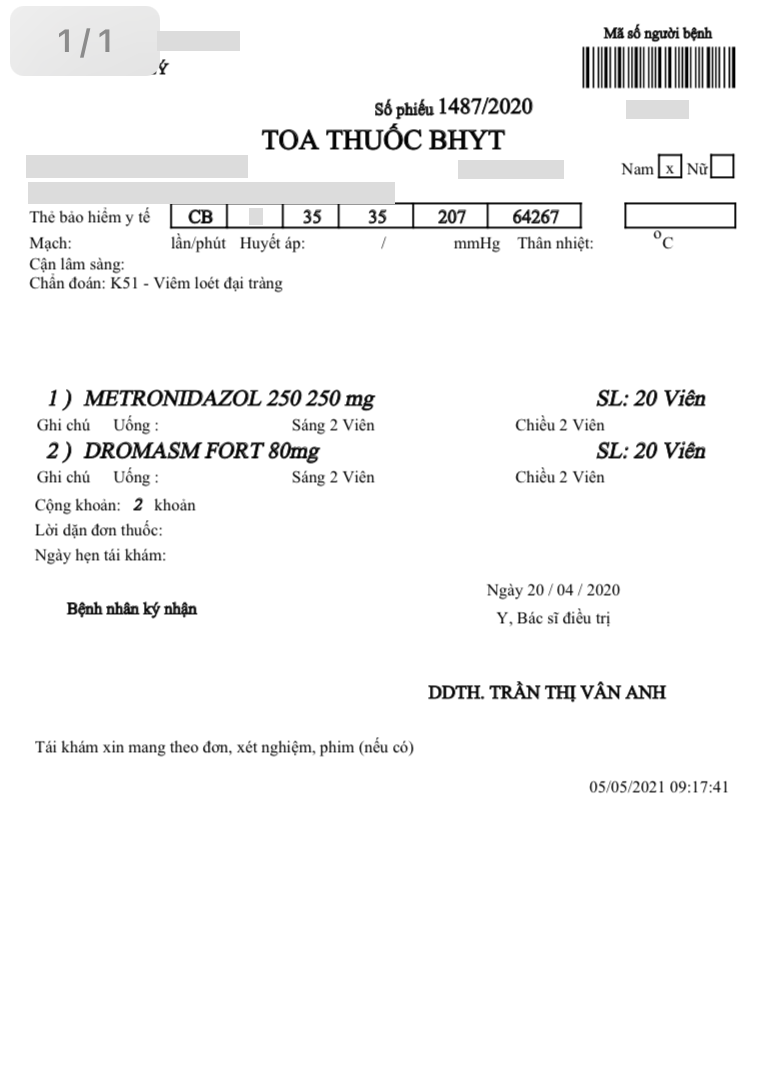 1/1
Mã số người bệnh
Số phiếu 1487/2020
TOA THUỐC BHYT
Nam x Nữ
Thẻ bảo hiểm y tế CB 35 35 207 64267
Mạch: lần/phút Huyết áp: / mmHg Thân nhiệt: °C
Cận lâm sàng:
Chẩn đoán: K51 - Viêm loét đại tràng
1 ) METRONIDAZOL 250 250 mg SL: 20 Viên
Ghi chú Uống : Sáng 2 Viên Chiều 2 Viên
2 ) DROMASM FORT 80mg SL: 20 Viên
Ghi chú Uống : Sáng 2 Viên Chiều 2 Viên
Cộng khoản: 2 khoản
Lời dặn đơn thuốc:
Ngày hẹn tái khám:
Ngày 20 / 04 / 2020
Bệnh nhân ký nhận
Y, Bác sĩ điều trị
DDTH. TRẦN THỊ VÂN ANH
Tái khám xin mang theo đơn, xét nghiệm, phim (nếu có)
05/05/2021 09:17:41